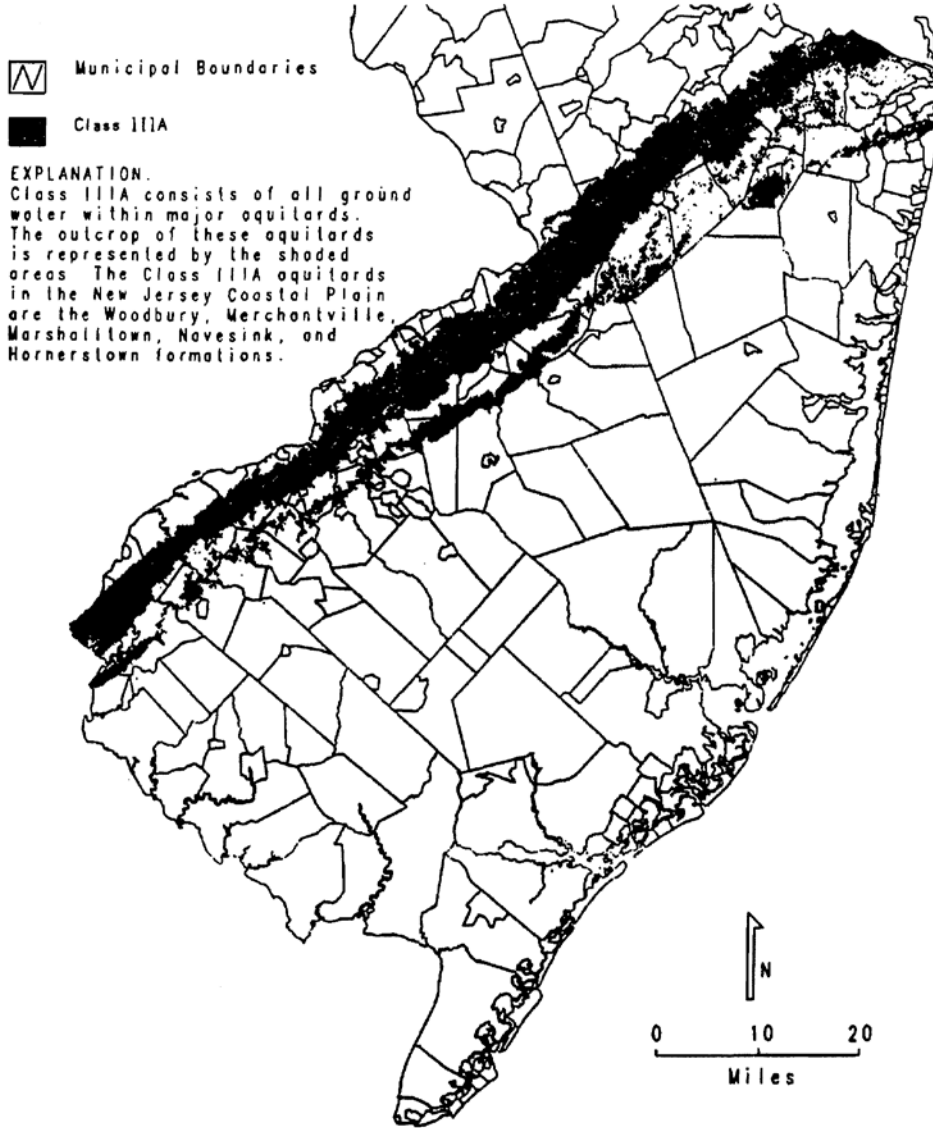 Municipal Boundaries
Class IIIA
EXPLANATION.
Class IIIA consists of all ground
water within major aquitards.
The outcrop of these aquitards
is represented by the shaded
areas The Class IIIA aquitards
in the New Jersey Coastal Plain
are the Woodbury, Merchantville,
Marshalltown, Navesink, and
Hornerstown formations.
N
0 10 20
Miles